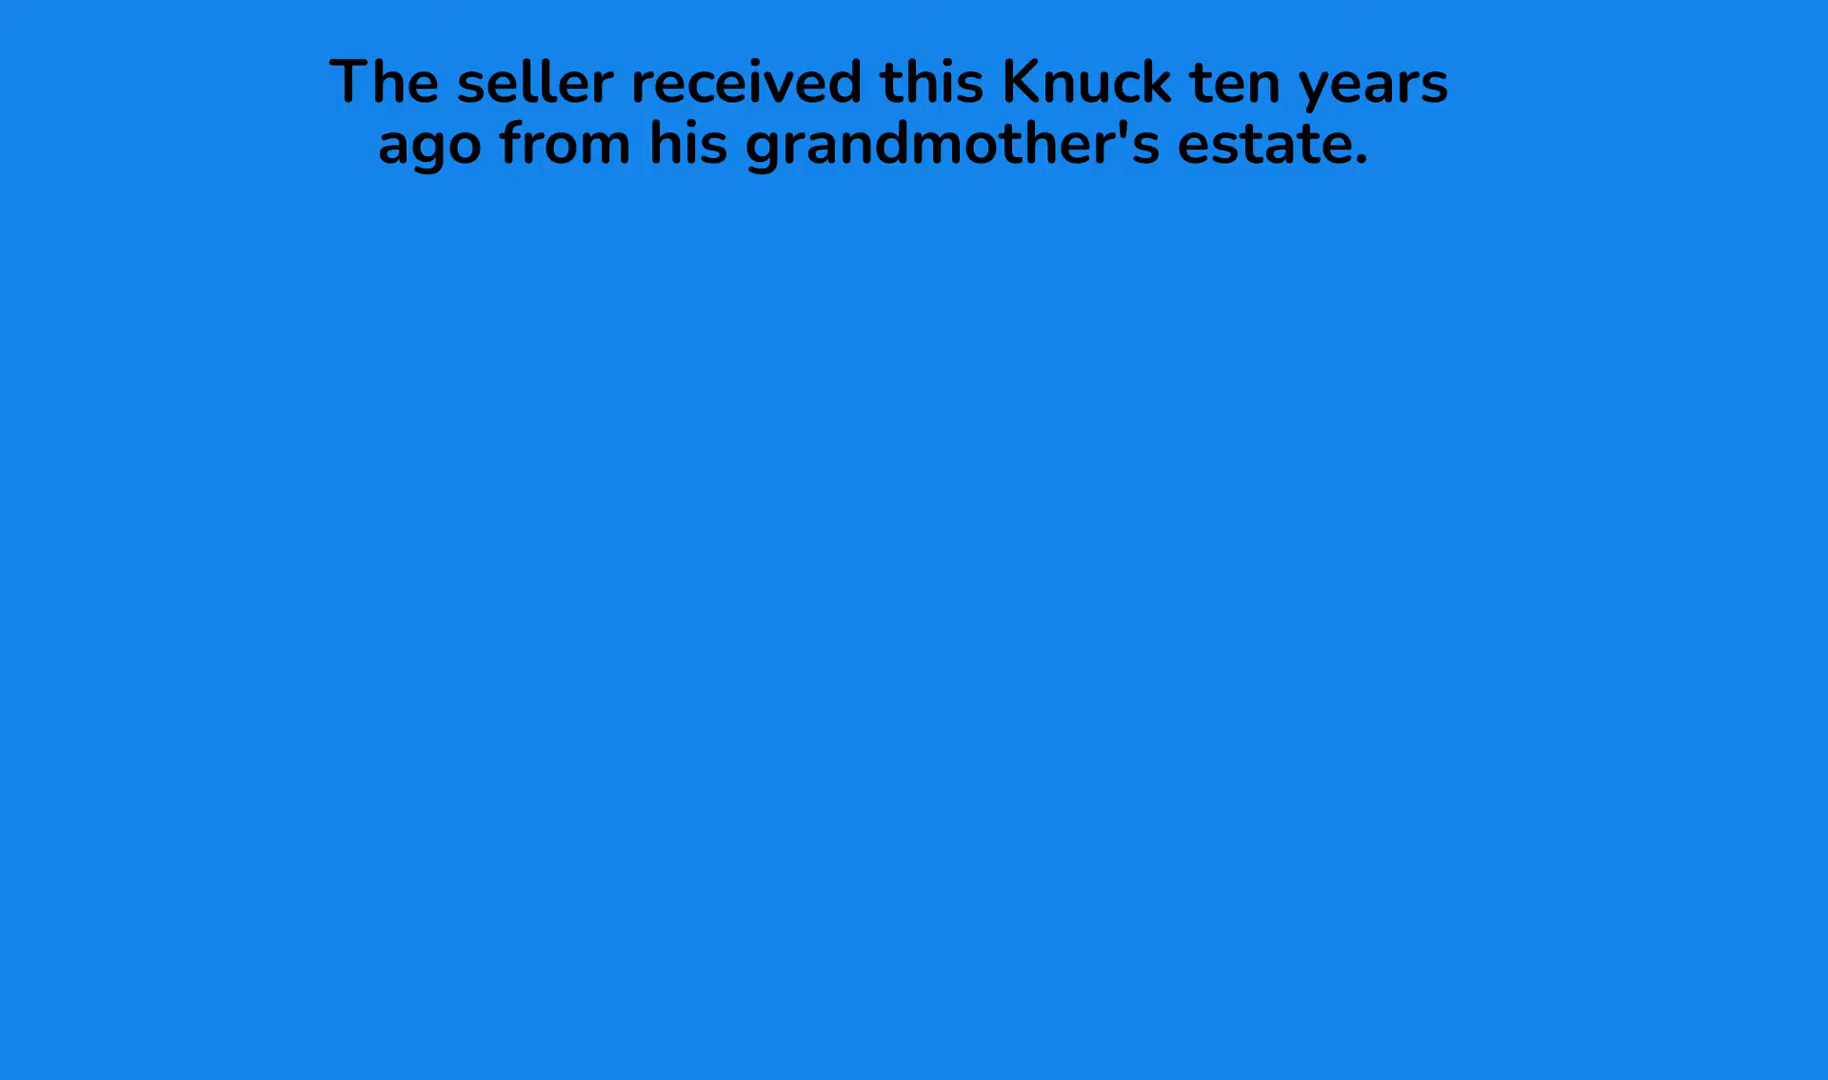 The seller received this Knuck ten years
ago from his grandmother's estate.